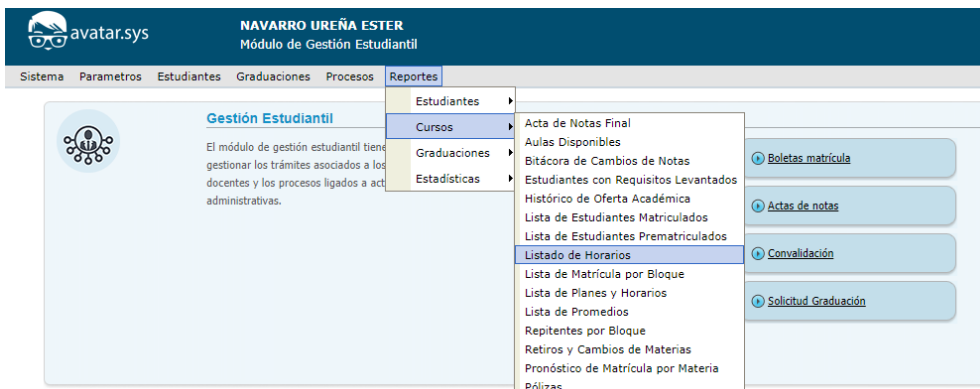 avatar.sys
NAVARRO UREÑA ESTER
Módulo de Gestión Estudiantil
Sistema Parametros Estudiantes Graduaciones Procesos Reportes
Estudiantes
Cursos
Graduaciones
Estadísticas
Acta de Notas Final
Aulas Disponibles
Bitácora de Cambios de Notas
Estudiantes con Requisitos Levantados
Histórico de Oferta Académica
Lista de Estudiantes Matriculados
Lista de Estudiantes Prematriculados
Listado de Horarios
Lista de Matrícula por Bloque
Lista de Planes y Horarios
Lista de Promedios
Repitentes por Bloque
Retiros y Cambios de Materias
Pronóstico de Matrícula por Materia
Pólizas
Gestión Estudiantil
El módulo de gestión estudiantil tiene
gestionar los trámites asociados a los
docentes y los procesos ligados a act
administrativas.
Boletas matrícula
Actas de notas
Convalidación
Solicitud Graduación